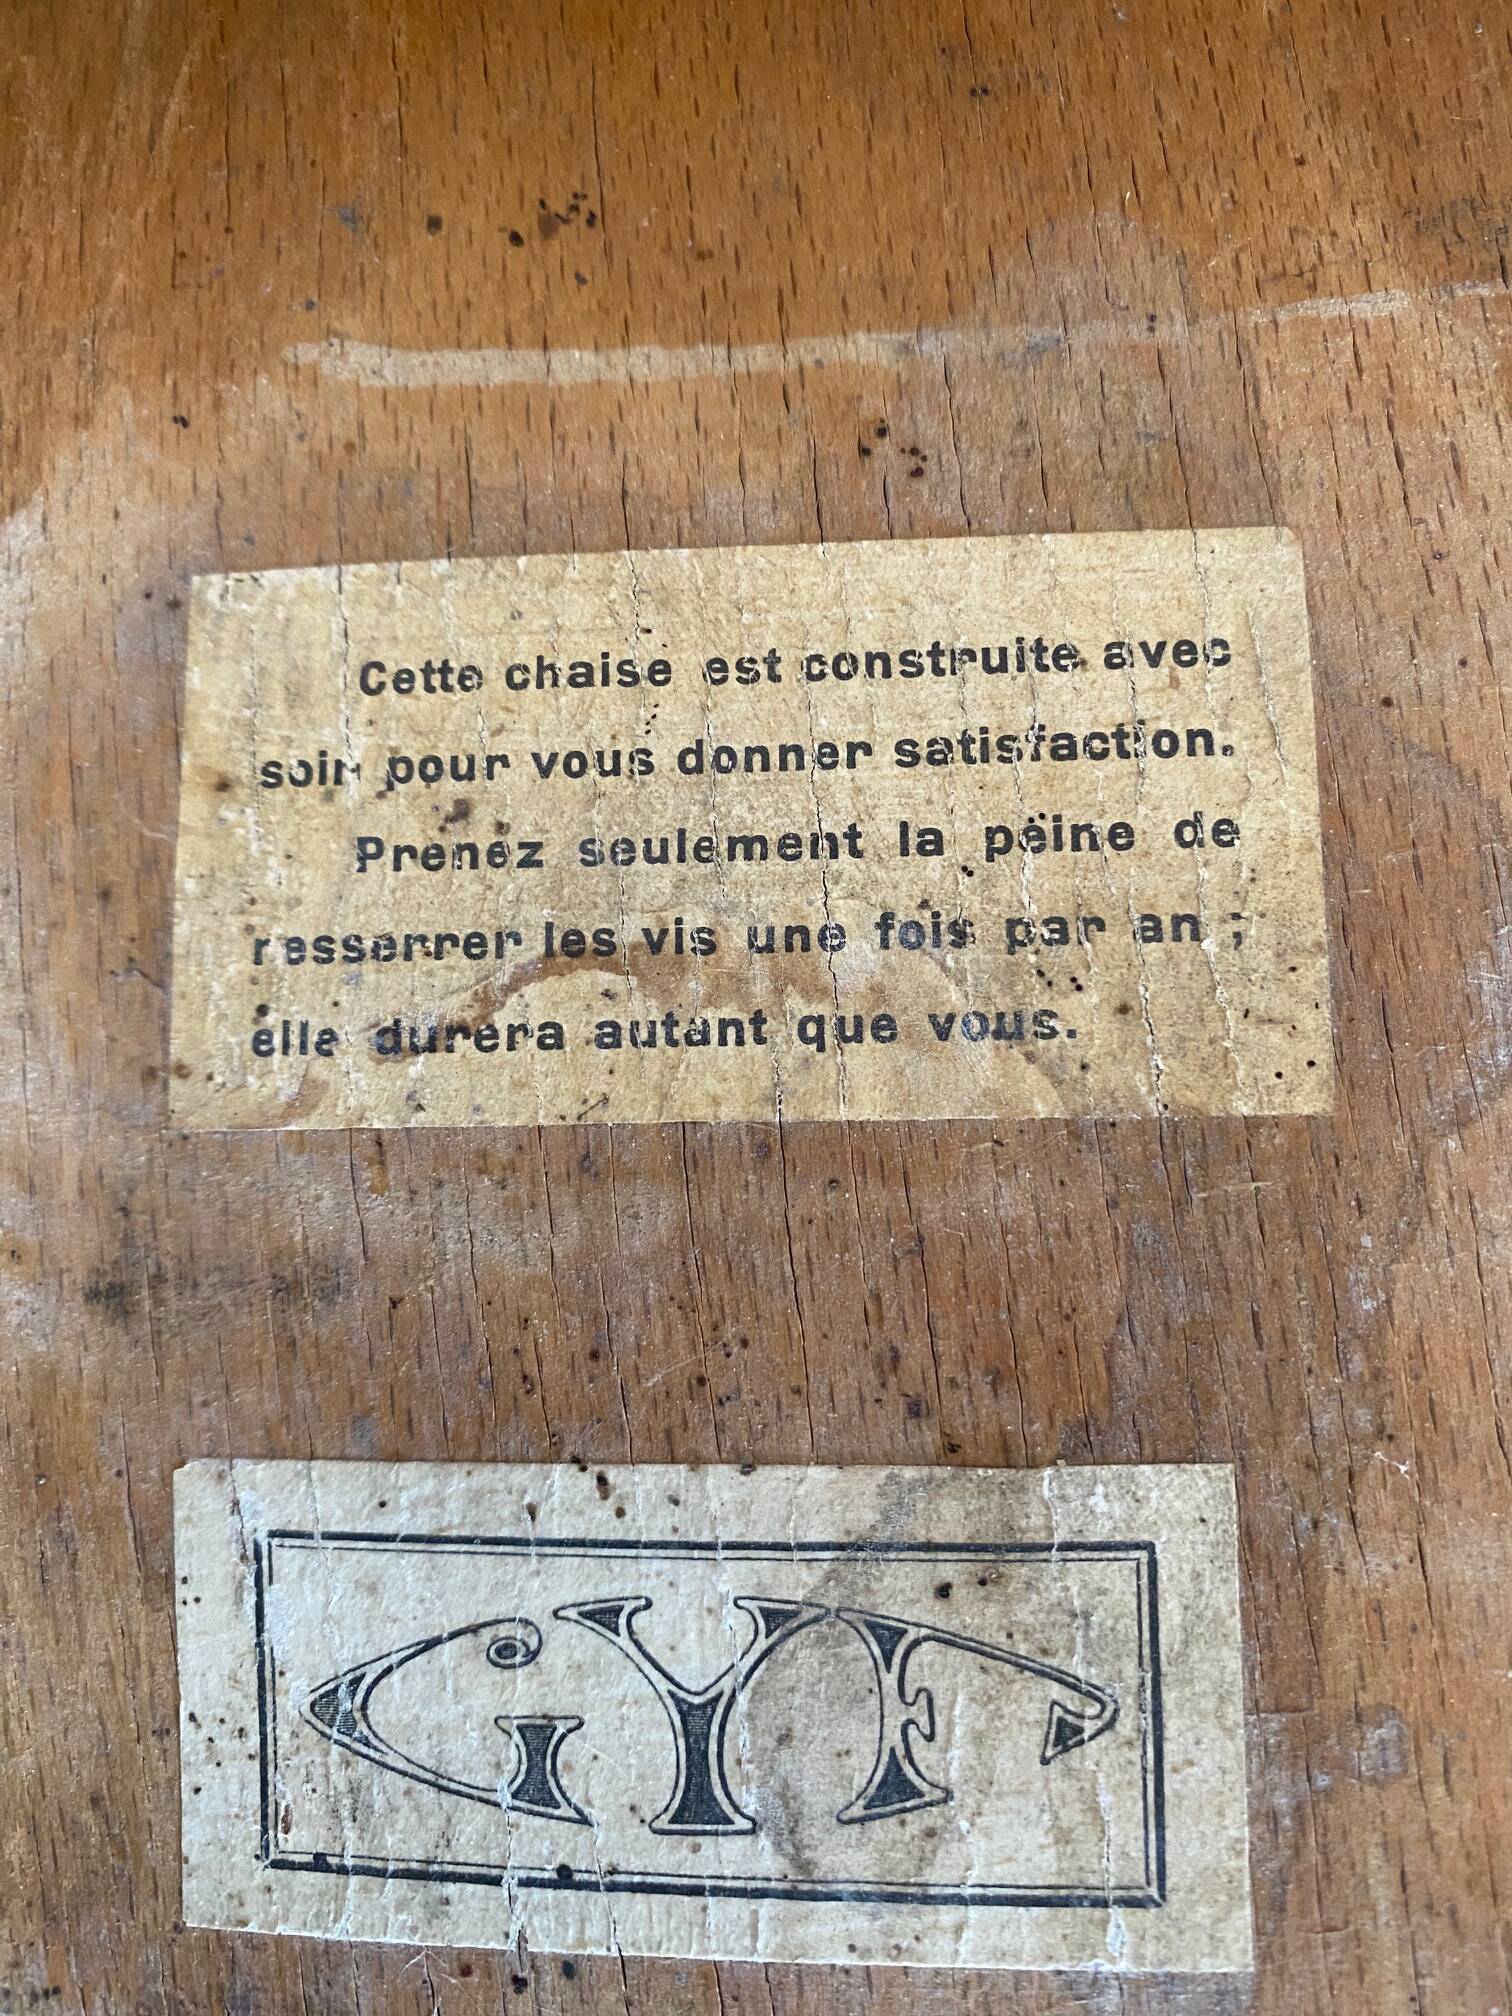 Cette chaise est construite avec
soin pour vous donner satisfaction.
Prenez seulement la peine de
resserrer les vis une fois par an ;
elle durera autant que vous.
GYF